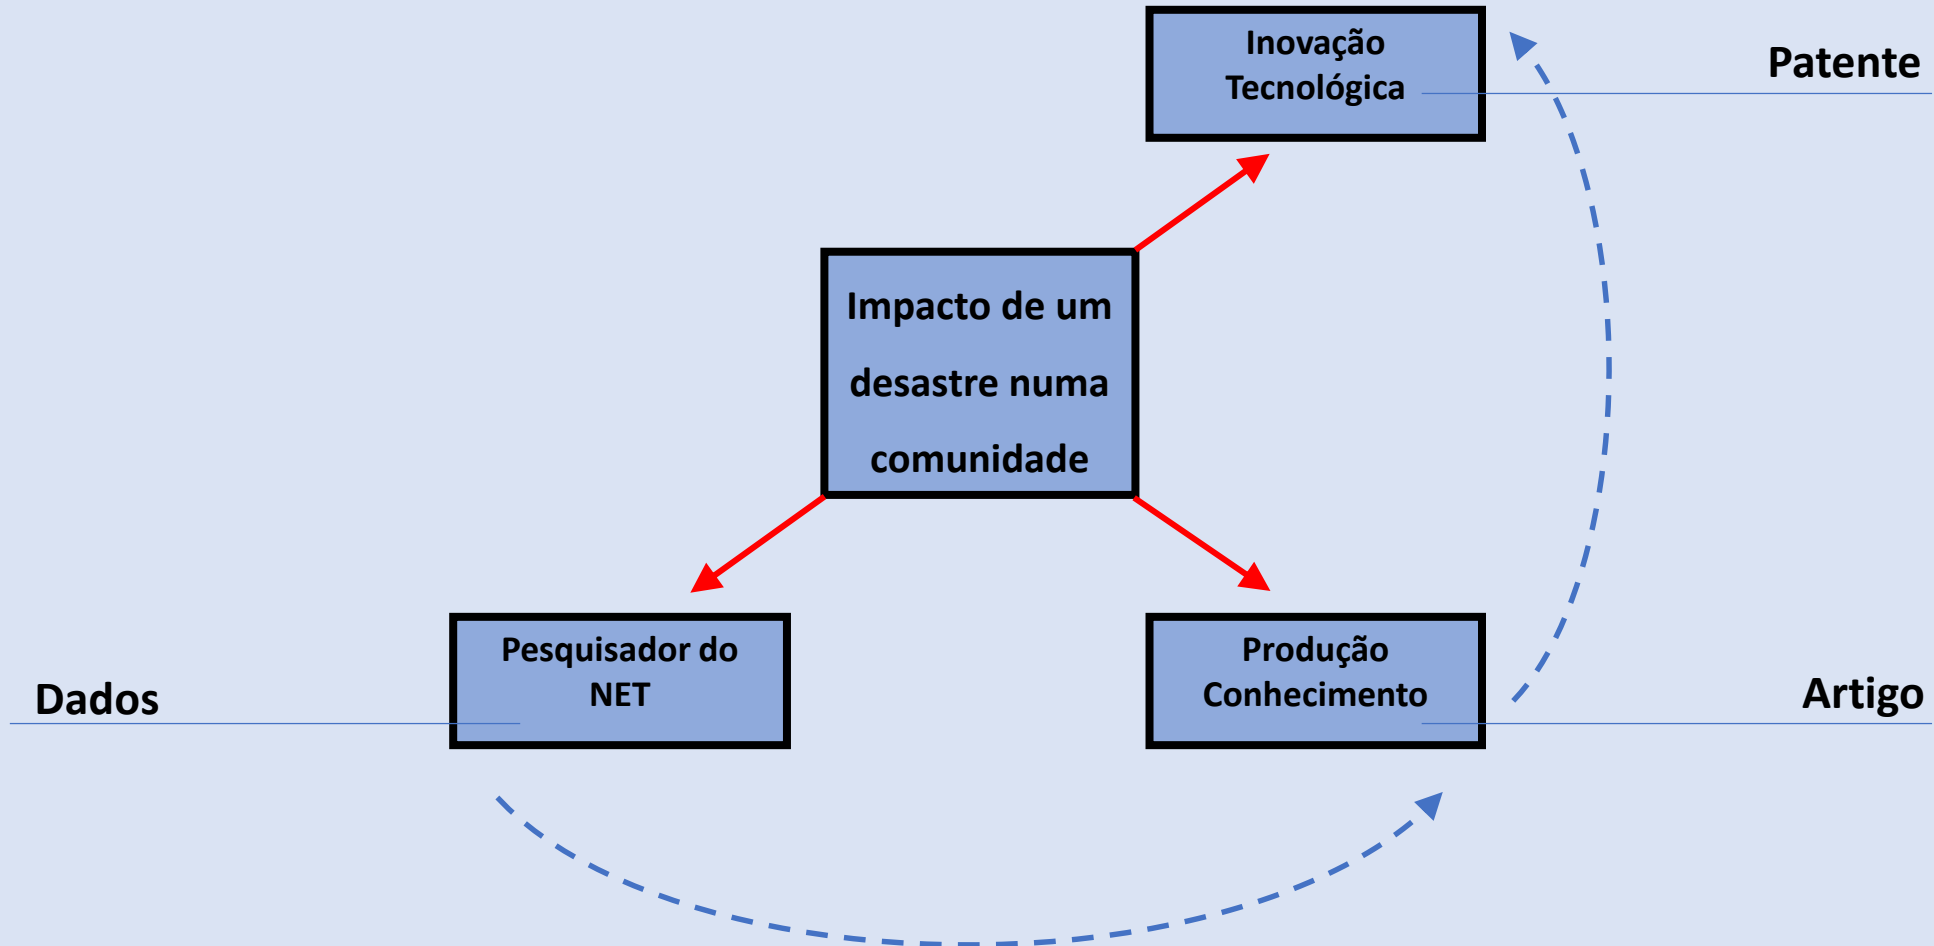 Inovação
Tecnológica
Patente
Impacto de um
desastre numa
comunidade
Dados
Pesquisador do
NET
Produção
Conhecimento
Artigo